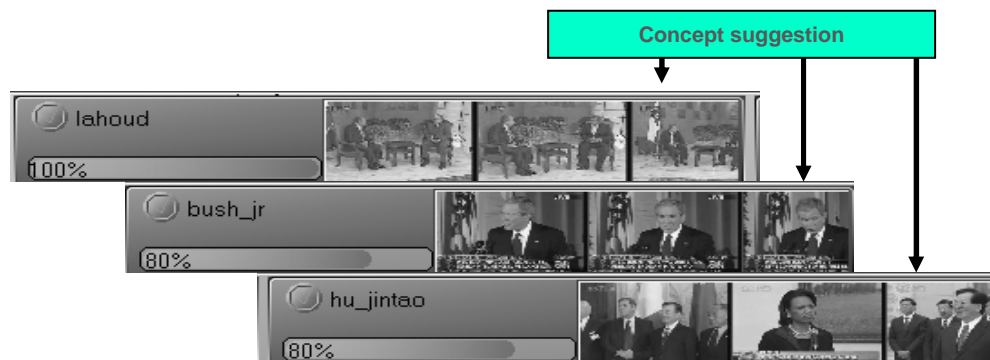 Concept suggestion
lahoud
100%
bush_jr
80%
hu_jintao
80%